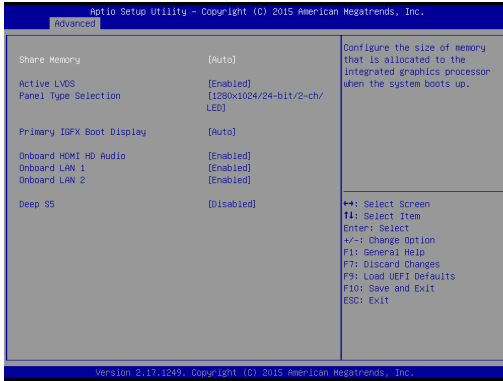 Aptio Setup Utility – Copyright (C) 2015 American Megatrends, Inc.
Advanced
Share Memory [Auto]
Active LVDS [Enabled]
Panel Type Selection [1280x1024/24-bit/2-ch/
LED]
Primary IGFX Boot Display [Auto]
Onboard HDMI HD Audio [Enabled]
Onboard LAN 1 [Enabled]
Onboard LAN 2 [Enabled]
Deep S5 [Disabled]
Configure the size of memory
that is allocated to the
integrated graphics processor
when the system boots up.
↔: Select Screen
↑↓: Select Item
Enter: Select
+/-: Change Option
F1: General Help
F7: Discard Changes
F9: Load UEFI Defaults
F10: Save and Exit
ESC: Exit
Version 2.17.1249. Copyright (C) 2015 American Megatrends, Inc.